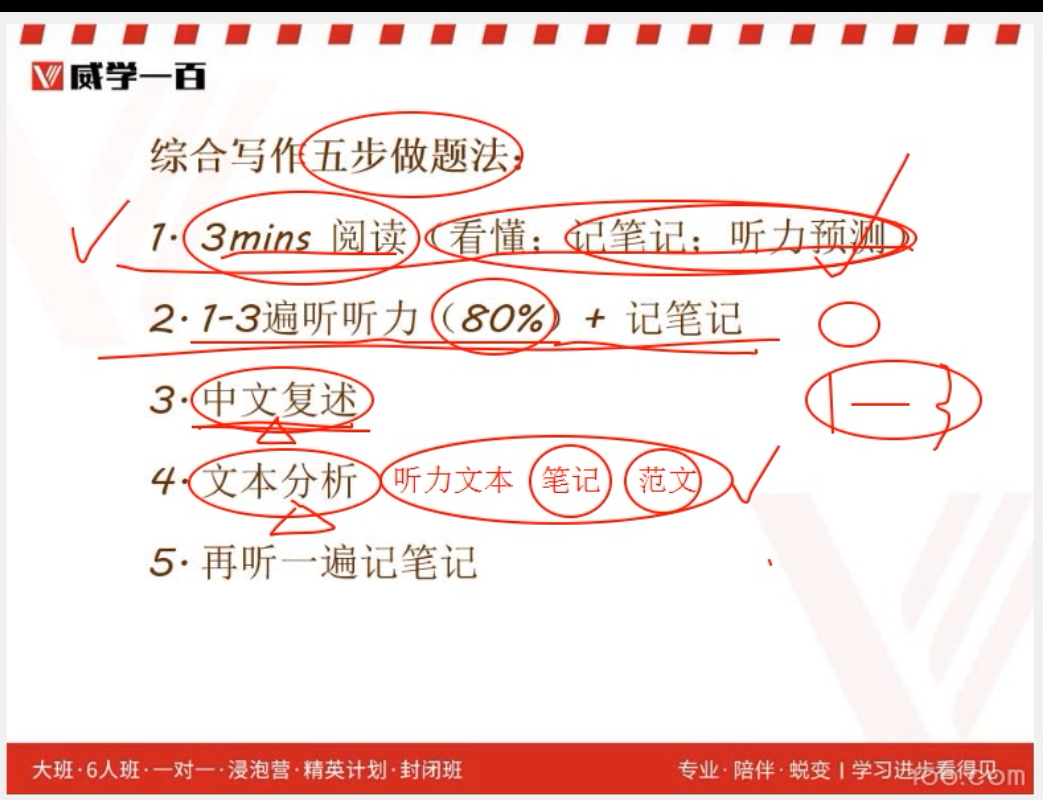 威学一百
综合写作五步做题法：
1· 3mins 阅读（看懂；记笔记；听力预测）
2· 1-3遍听听力（80%）+ 记笔记
3·中文复述
4·文本分析 听力文本 笔记 范文
5·再听一遍记笔记
大班·6人班·一对一·浸泡营·精英计划·封闭班
专业·陪伴·蜕变 | 学习进步看得见